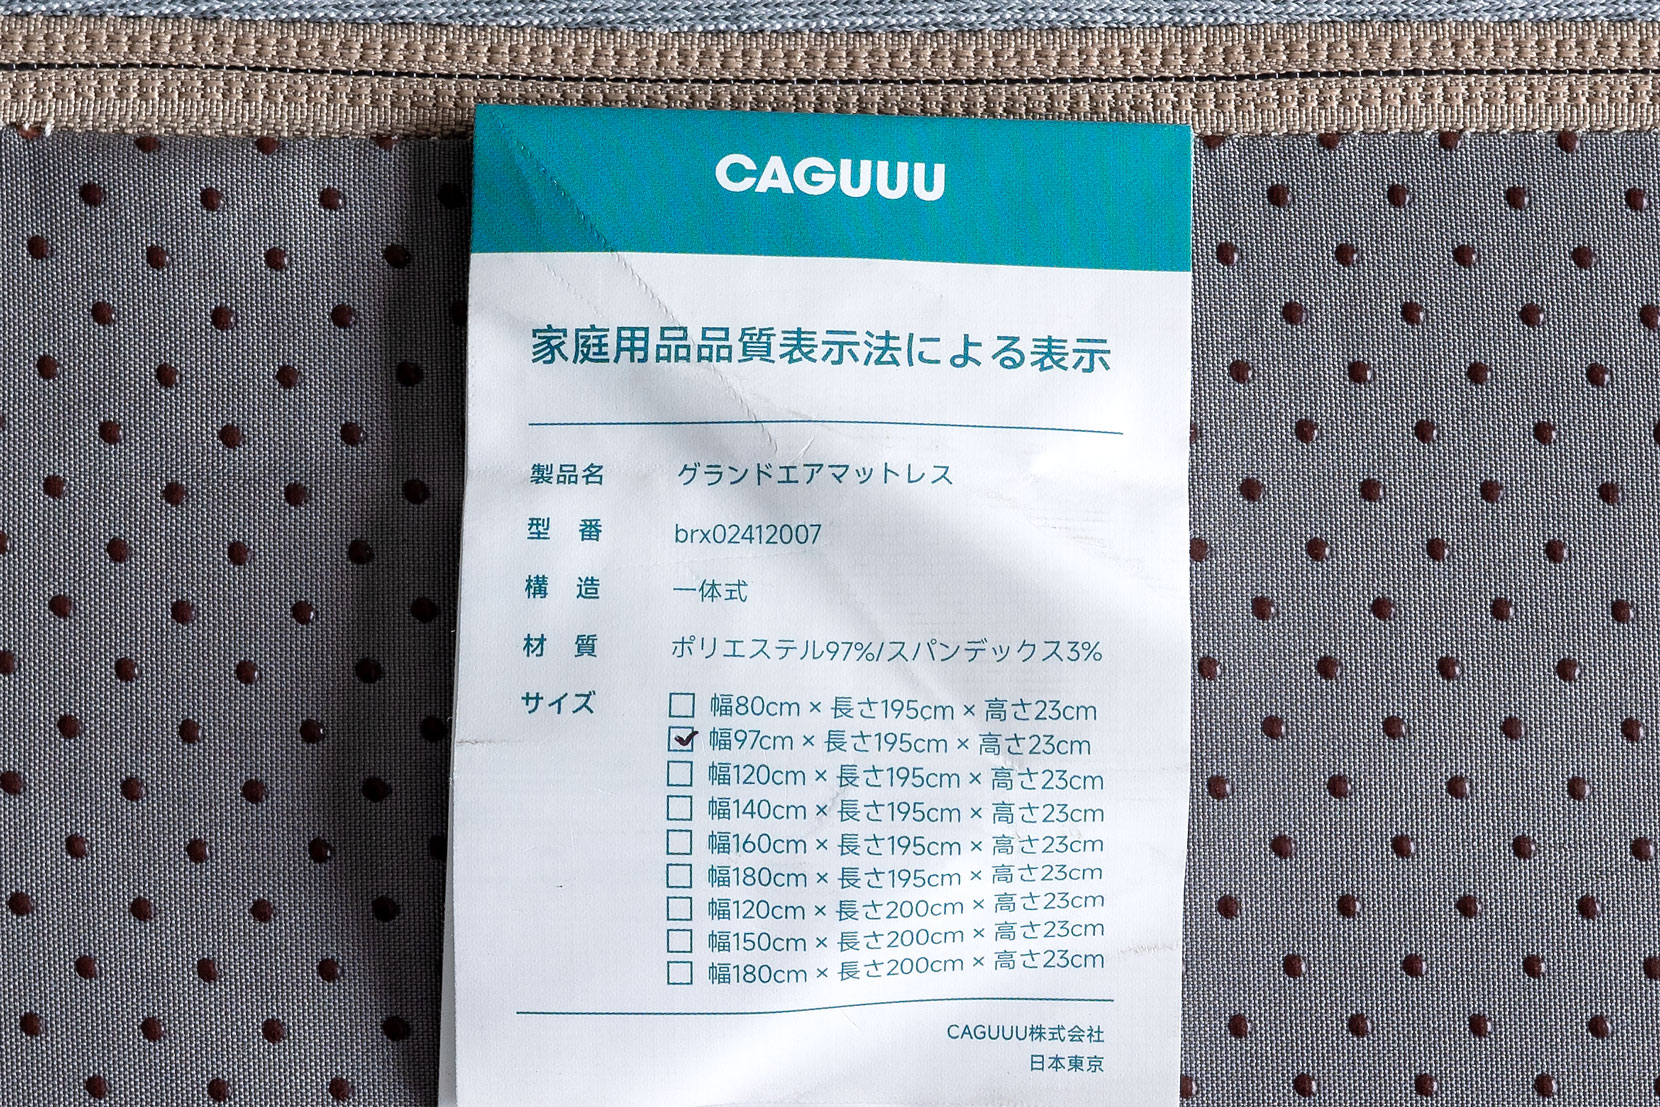 CAGUUU
家庭用品品質表示法による表示
製品名 グランドエアマットレス
型 番 brx02412007
構 造 一体式
材 質 ポリエステル97%/スパンデックス3%
サイズ □ 幅80cm × 長さ195cm × 高さ23cm
☑ 幅97cm × 長さ195cm × 高さ23cm
□ 幅120cm × 長さ195cm × 高さ23cm
□ 幅140cm × 長さ195cm × 高さ23cm
□ 幅160cm × 長さ195cm × 高さ23cm
□ 幅180cm × 長さ195cm × 高さ23cm
□ 幅120cm × 長さ200cm × 高さ23cm
□ 幅150cm × 長さ200cm × 高さ23cm
□ 幅180cm × 長さ200cm × 高さ23cm
CAGUUU株式会社
日本東京